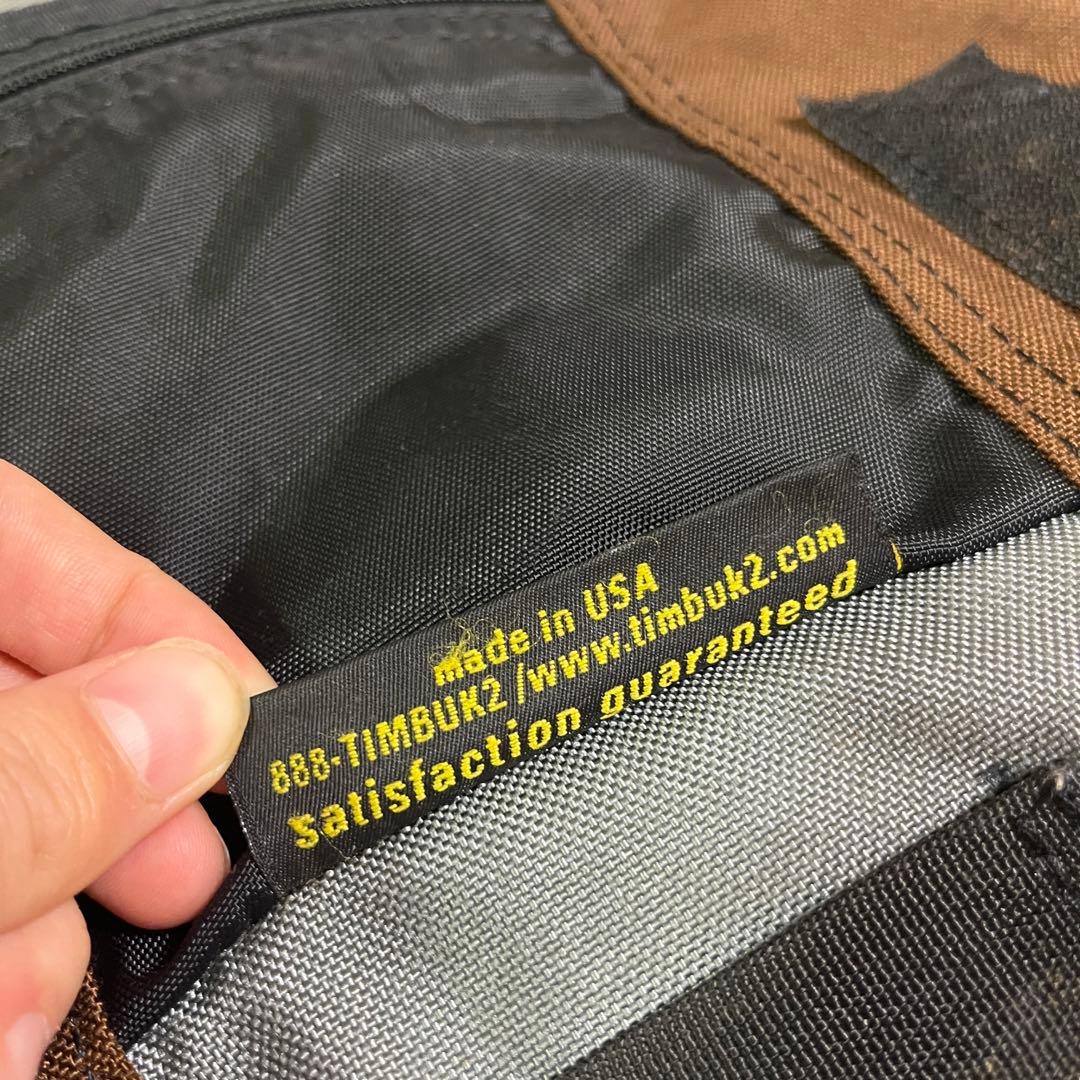 made in USA
888-TIMBUK2 /www.timbuk2.com
satisfaction guaranteed